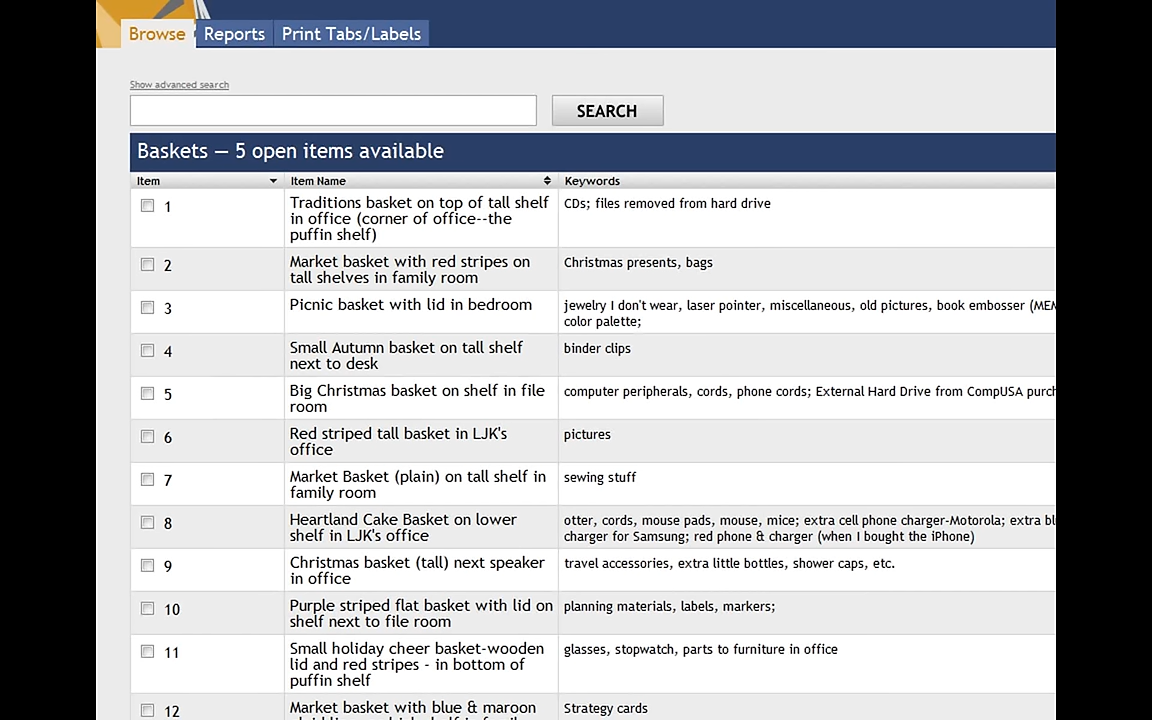 Browse Reports Print Tabs/Labels
Show advanced search
SEARCH
Baskets — 5 open items available
Item Item Name Keywords
1 Traditions basket on top of tall shelf in office (corner of office--the puffin shelf) CDs; files removed from hard drive
2 Market basket with red stripes on tall shelves in family room Christmas presents, bags
3 Picnic basket with lid in bedroom jewelry I don't wear, laser pointer, miscellaneous, old pictures, book embosser color palette;
4 Small Autumn basket on tall shelf next to desk binder clips
5 Big Christmas basket on shelf in file room computer peripherals, cords, phone cords; External Hard Drive from CompUSA
6 Red striped tall basket in LJK's office pictures
7 Market Basket (plain) on tall shelf in family room sewing stuff
8 Heartland Cake Basket on lower shelf in LJK's office otter, cords, mouse pads, mouse, mice; extra cell phone charger-Motorola; extra charger for Samsung; red phone & charger (when I bought the iPhone)
9 Christmas basket (tall) next speaker in office travel accessories, extra little bottles, shower caps, etc.
10 Purple striped flat basket with lid on shelf next to file room planning materials, labels, markers;
11 Small holiday cheer basket-wooden lid and red stripes - in bottom of puffin shelf glasses, stopwatch, parts to furniture in office
12 Market basket with blue & maroon Strategy cards